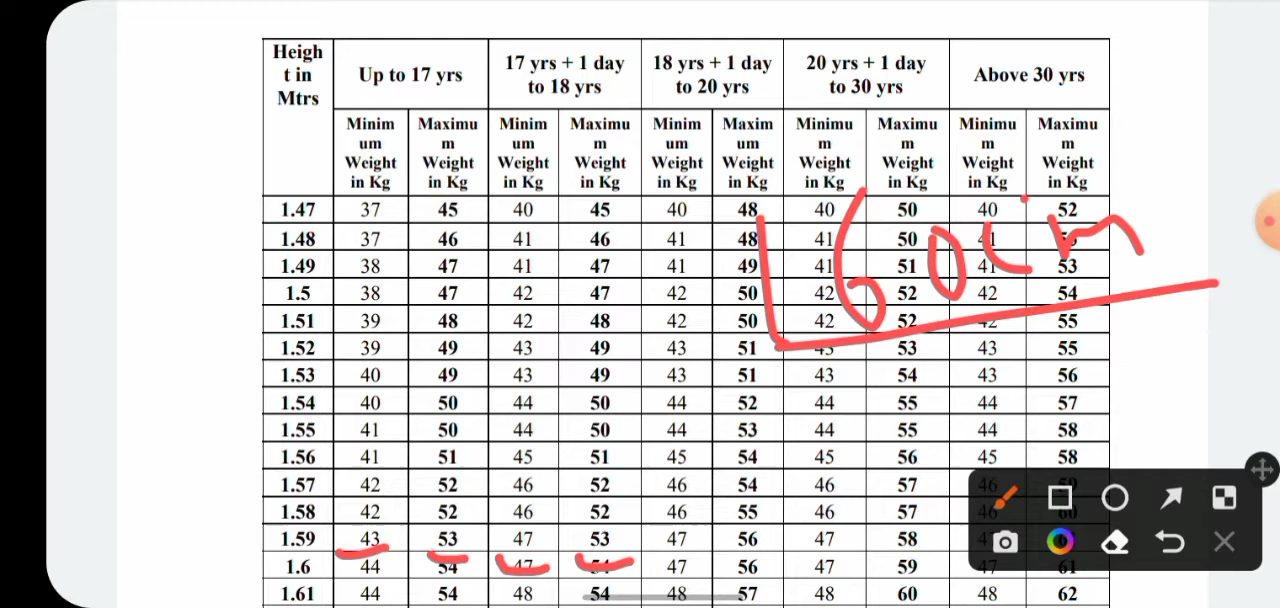 Heigh
t in
Mtrs
Up to 17 yrs
17 yrs + 1 day
to 18 yrs
18 yrs + 1 day
to 20 yrs
20 yrs + 1 day
to 30 yrs
Above 30 yrs
Minim
um
Weight
in Kg
Maximu
m
Weight
in Kg
Minim
um
Weight
in Kg
Maximu
m
Weight
in Kg
Minim
um
Weight
in Kg
Maxim
um
Weight
in Kg
Minimu
m
Weight
in Kg
Maximu
m
Weight
in Kg
Minimu
m
Weight
in Kg
Maximu
m
Weight
in Kg
1.47 37 45 40 45 40 48 40 50 40 52
1.48 37 46 41 46 41 48 41 50 41
1.49 38 47 41 47 41 49 41 51 41 53
1.5 38 47 42 47 42 50 42 52 42 54
1.51 39 48 42 48 42 50 42 52 42 55
1.52 39 49 43 49 43 51 43 53 43 55
1.53 40 49 43 49 43 51 43 54 43 56
1.54 40 50 44 50 44 52 44 55 44 57
1.55 41 50 44 50 44 53 44 55 44 58
1.56 41 51 45 51 45 54 45 56 45 58
1.57 42 52 46 52 46 54 46 57 46 59
1.58 42 52 46 52 46 55 46 57 46 60
1.59 43 53 47 53 47 56 47 58
1.6 44 54 47 54 47 56 47 59 47 61
1.61 44 54 48 54 48 57 48 60 48 62
160cm